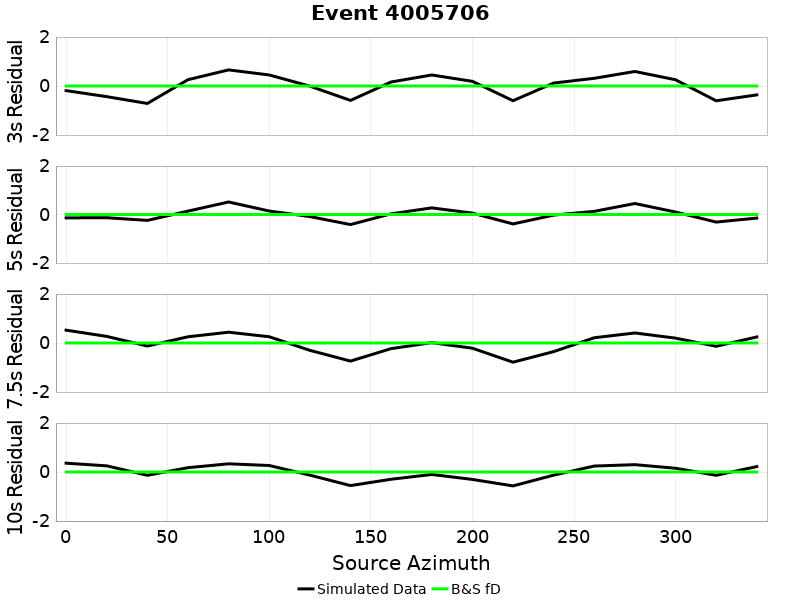 Event 4005706
3s Residual
2
0
-2
5s Residual
2
0
-2
7.5s Residual
2
0
-2
10s Residual
2
0
-2
0 50 100 150 200 250 300
Source Azimuth
Simulated Data B&S fD